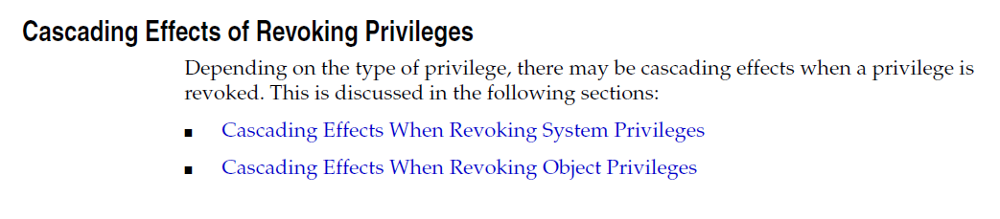 Cascading Effects of Revoking Privileges
Depending on the type of privilege, there may be cascading effects when a privilege is
revoked. This is discussed in the following sections:
■ Cascading Effects When Revoking System Privileges
■ Cascading Effects When Revoking Object Privileges